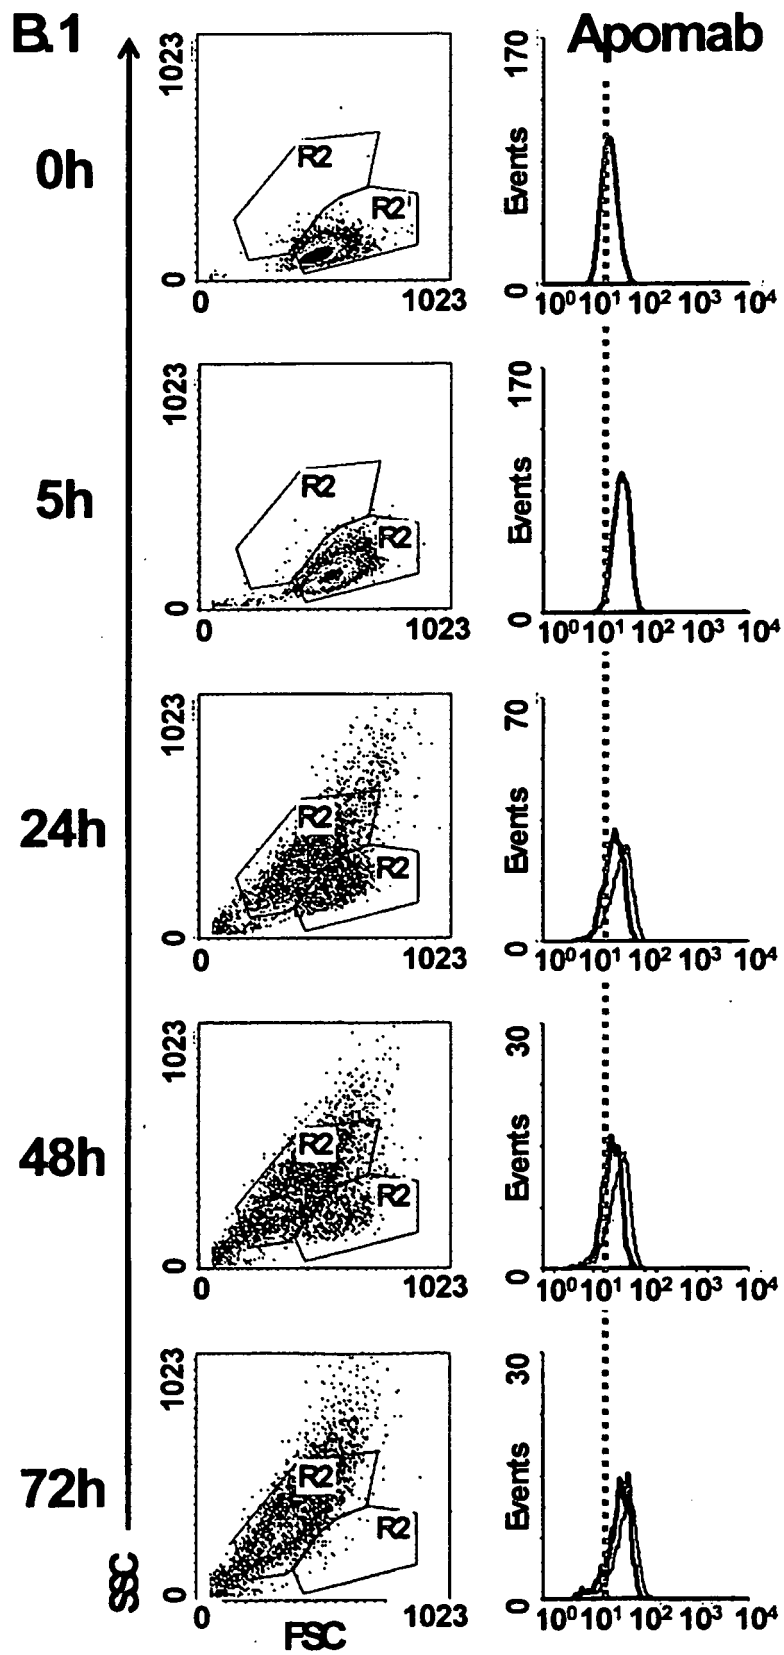 B.1 Apomab
0h
1023
R2
R2'
0
0 1023
170
Events
0
10⁰ 10¹ 10² 10³ 10⁴
5h
1023
R2
R2
0
0 1023
170
Events
0
10⁰ 10¹ 10² 10³ 10⁴
24h
1023
R2
R2
0
0 1023
70
Events
0
10⁰ 10¹ 10² 10³ 10⁴
48h
1023
R2
R2
0
0 1023
30
Events
0
10⁰ 10¹ 10² 10³ 10⁴
72h
1023
R2
R2
0
0 1023
30
Events
0
10⁰ 10¹ 10² 10³ 10⁴
SSC
FSC